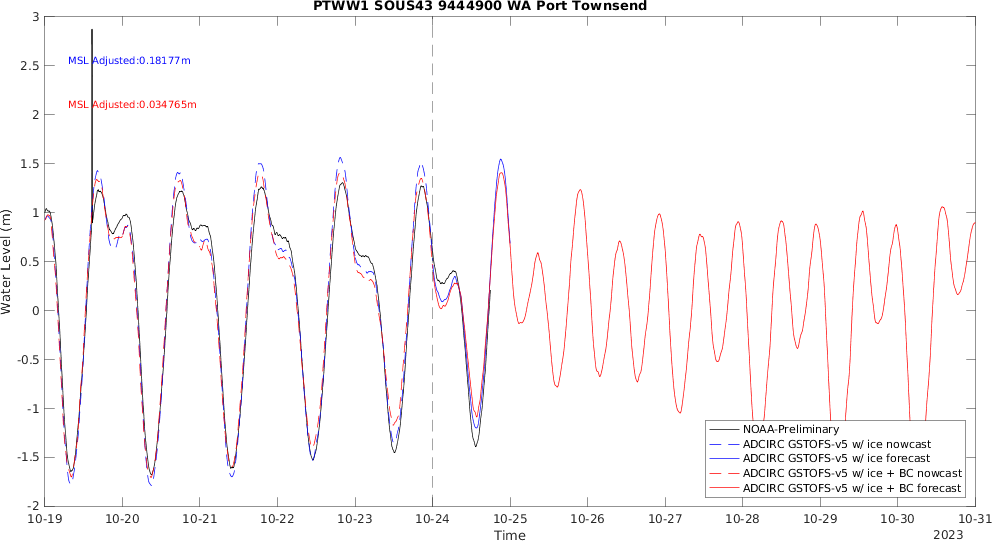 PTWW1 SOUS43 9444900 WA Port Townsend
3
2.5
2
1.5
1
0.5
0
-0.5
-1
-1.5
-2
Water Level (m)
MSL Adjusted:0.18177m
MSL Adjusted:0.034765m
NOAA-Preliminary
ADCIRC GSTOFS-v5 w/ ice nowcast
ADCIRC GSTOFS-v5 w/ ice forecast
ADCIRC GSTOFS-v5 w/ ice + BC nowcast
ADCIRC GSTOFS-v5 w/ ice + BC forecast
10-19 10-20 10-21 10-22 10-23 10-24 10-25 10-26 10-27 10-28 10-29 10-30 10-31
Time
2023